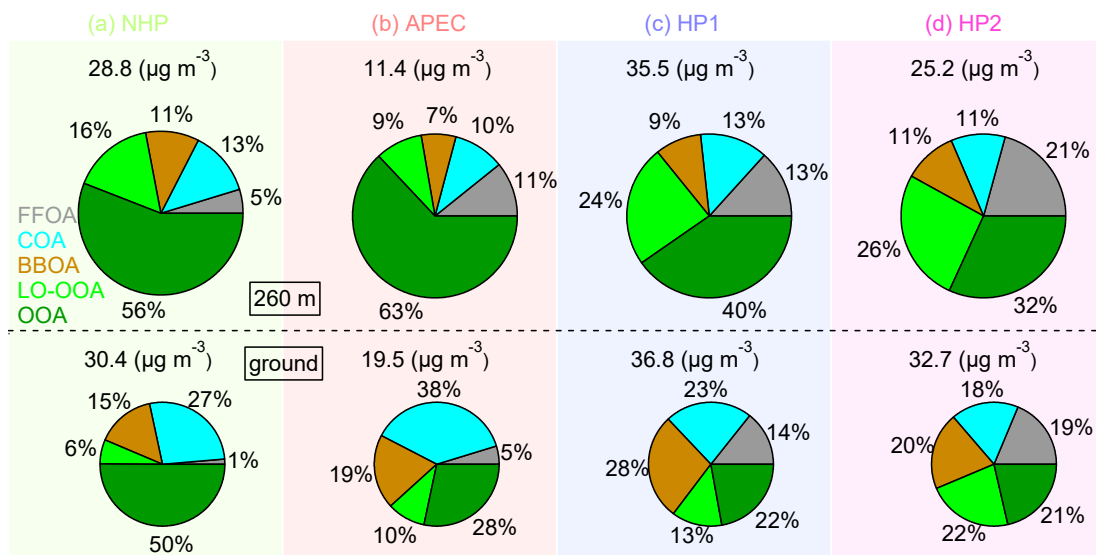 (a) NHP
(b) APEC
(c) HP1
(d) HP2
28.8 (µg m-3)
11.4 (µg m-3)
35.5 (µg m-3)
25.2 (µg m-3)
16%
11%
13%
5%
56%
9%
7%
10%
11%
63%
24%
9%
13%
13%
40%
26%
11%
11%
21%
32%
FFOA
COA
BBOA
LO-OOA
OOA
260 m
ground
30.4 (µg m-3)
19.5 (µg m-3)
36.8 (µg m-3)
32.7 (µg m-3)
6%
15%
27%
1%
50%
10%
19%
38%
5%
28%
13%
28%
23%
14%
22%
22%
20%
18%
19%
21%